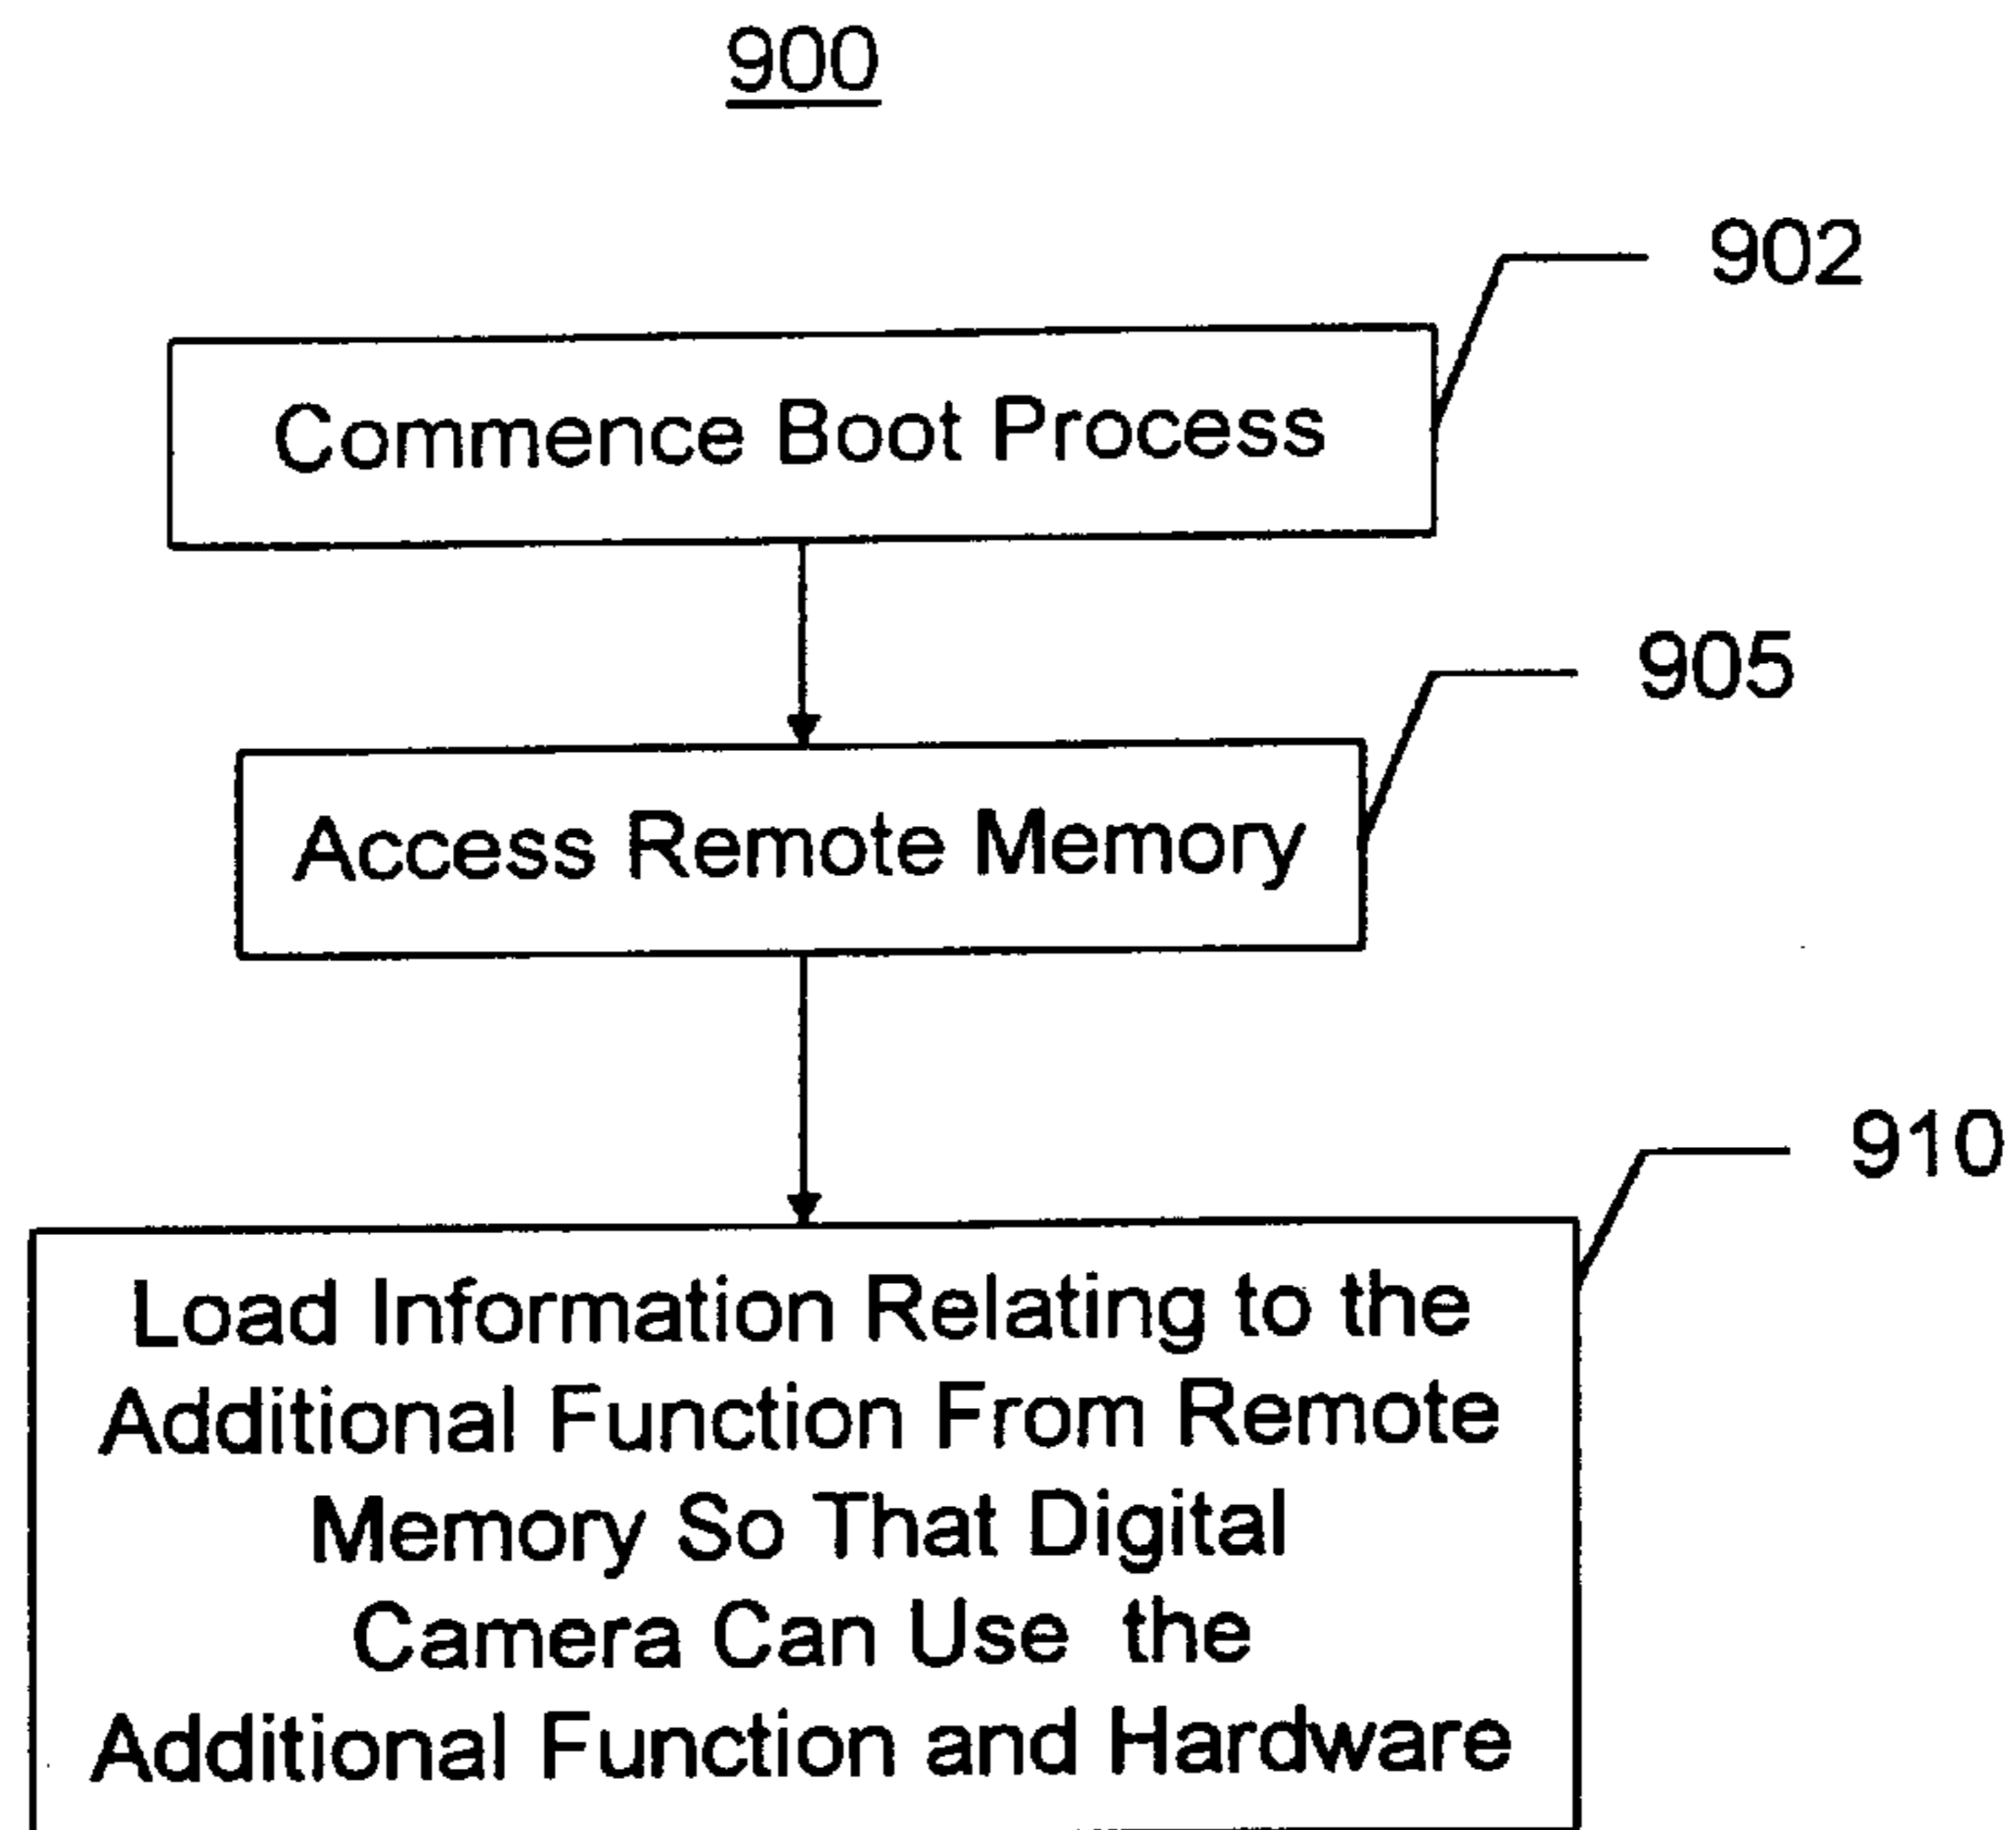 900
902
Commence Boot Process
905
Access Remote Memory
910
Load Information Relating to the
Additional Function From Remote
Memory So That Digital
Camera Can Use the
Additional Function and Hardware